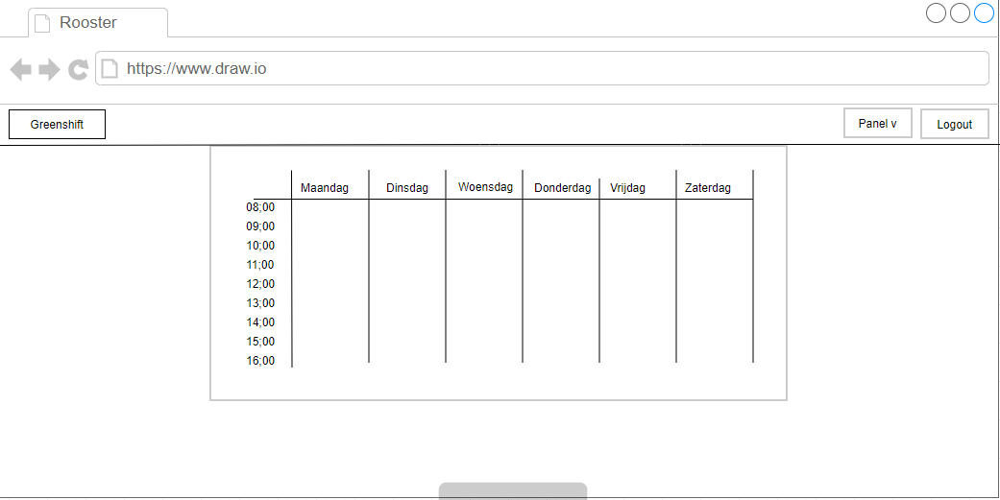 Rooster
https://www.draw.io
Greenshift
Panel v
Logout
Maandag Dinsdag Woensdag Donderdag Vrijdag Zaterdag
08;00
09;00
10;00
11;00
12;00
13;00
14;00
15;00
16;00